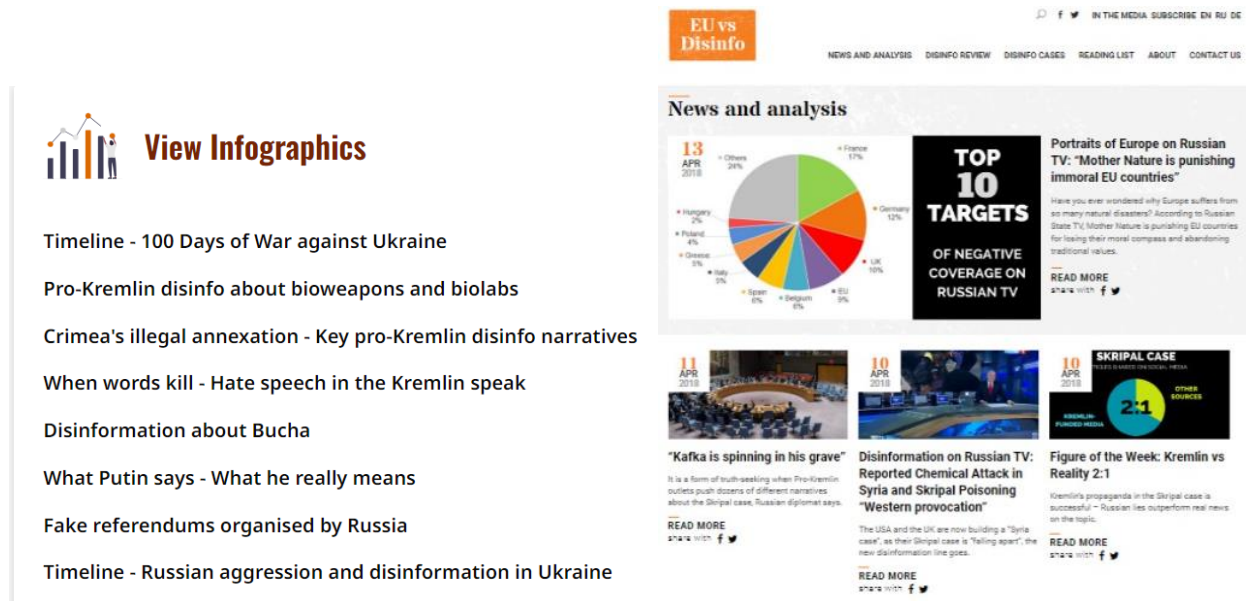 View Infographics
Timeline - 100 Days of War against Ukraine
Pro-Kremlin disinfo about bioweapons and biolabs
Crimea's illegal annexation - Key pro-Kremlin disinfo narratives
When words kill - Hate speech in the Kremlin speak
Disinformation about Bucha
What Putin says - What he really means
Fake referendums organised by Russia
Timeline - Russian aggression and disinformation in Ukraine
EU vs
Disinfo
IN THE MEDIA SUBSCRIBE EN RU DE
NEWS AND ANALYSIS DISINFO REVIEW DISINFO CASES READING LIST ABOUT CONTACT US
News and analysis
13
APR
2018
Others
24%
France
17%
Germany
12%
UK
10%
EU
9%
Belgium
6%
Spain
6%
Italy
5%
Greece
5%
Poland
4%
Hungary
2%
TOP
10
TARGETS
OF NEGATIVE
COVERAGE ON
RUSSIAN TV
Portraits of Europe on Russian
TV: “Mother Nature is punishing
immoral EU countries”
Have you ever wondered why Europe suffers from
so many natural disasters? According to Russian
State TV, Mother Nature is punishing EU countries
for losing their moral compass and abandoning
traditional values.
READ MORE
share with
11
APR
2018
“Kafka is spinning in his grave”
It is a form of truth-seeking when Pro-Kremlin
outlets push dozens of different narratives
about the Skripal case, Russian diplomat says.
READ MORE
share with
10
APR
2018
Disinformation on Russian TV:
Reported Chemical Attack in
Syria and Skripal Poisoning
“Western provocation”
The USA and the UK are now building a “Syria
case”, as their Skripal case is “falling apart”, the
new disinformation line goes.
READ MORE
share with
10
APR
2018
SKRIPAL CASE
BASED ON SOCIAL MEDIA
OTHER
SOURCES
2:1
KREMLIN-
FUNDED MEDIA
Figure of the Week: Kremlin vs
Reality 2:1
Kremlin's propaganda in the Skripal case is
successful – Russian lies outperform real news
on the topic.
READ MORE
share with